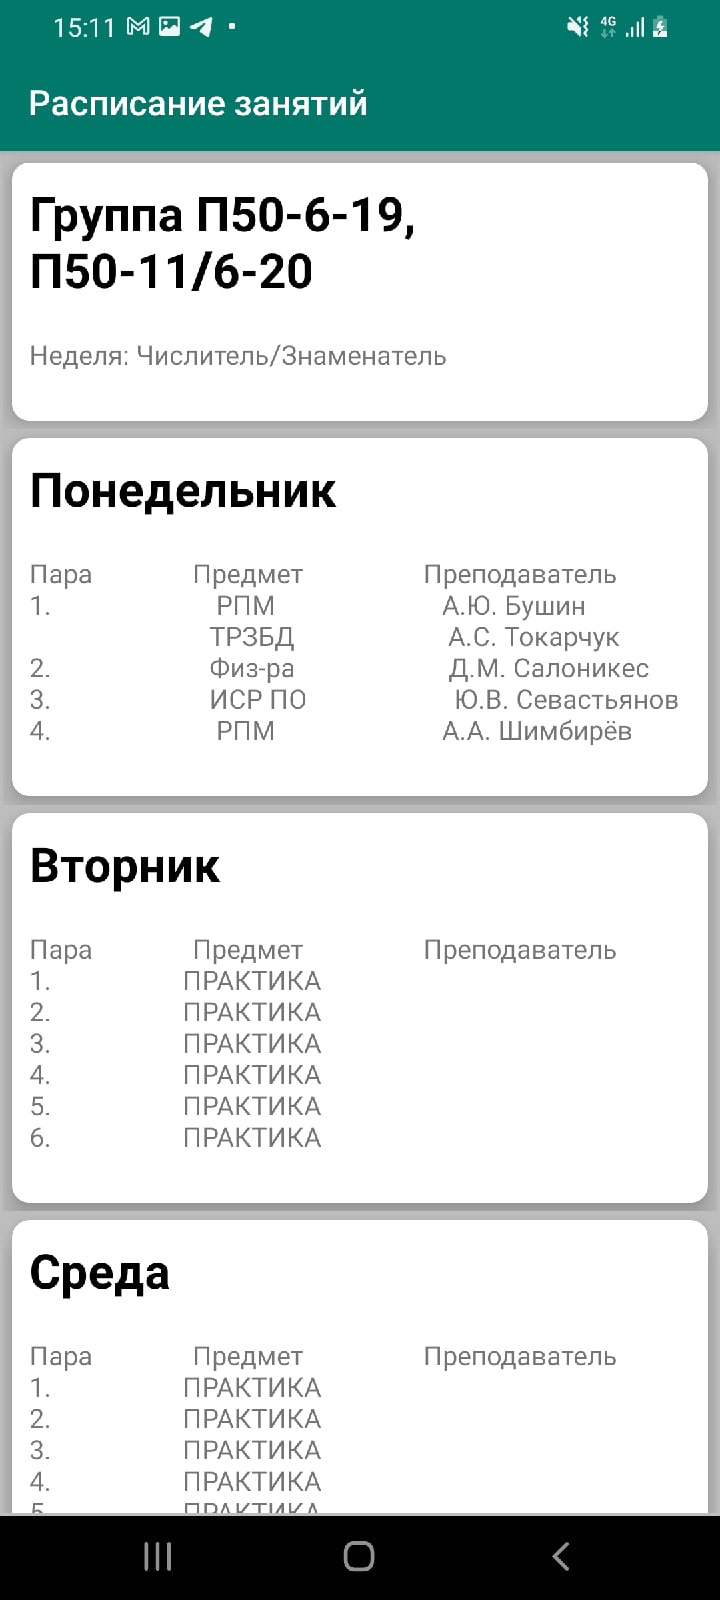 15:11
4G
Расписание занятий
Группа П50-6-19,
П50-11/6-20
Неделя: Числитель/Знаменатель
Понедельник
Пара Предмет Преподаватель
1. РПМ А.Ю. Бушин
ТРЗБД А.С. Токарчук
2. Физ-ра Д.М. Салоникес
3. ИСР ПО Ю.В. Севастьянов
4. РПМ А.А. Шимбирёв
Вторник
Пара Предмет Преподаватель
1. ПРАКТИКА
2. ПРАКТИКА
3. ПРАКТИКА
4. ПРАКТИКА
5. ПРАКТИКА
6. ПРАКТИКА
Среда
Пара Предмет Преподаватель
1. ПРАКТИКА
2. ПРАКТИКА
3. ПРАКТИКА
4. ПРАКТИКА
5. ПРАКТИКА